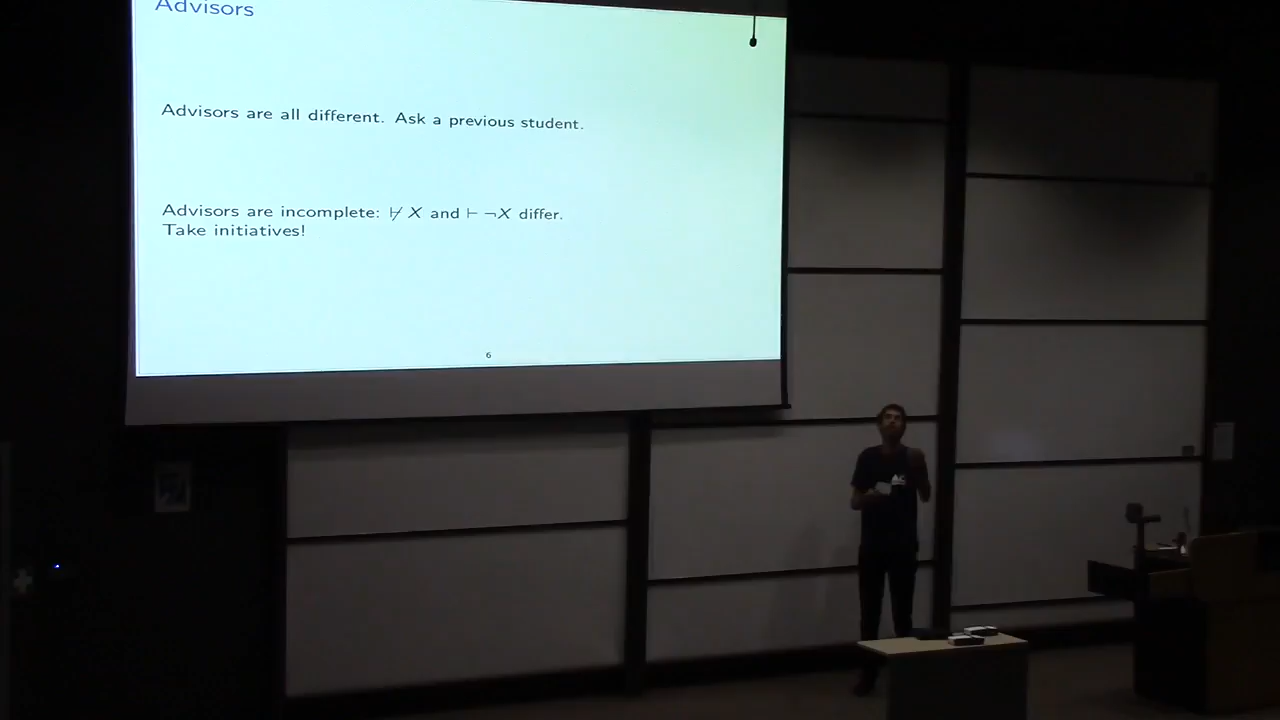 Advisors
Advisors are all different. Ask a previous student.
Advisors are incomplete: ⊬ X and ⊢ ¬X differ.
Take initiatives!
6